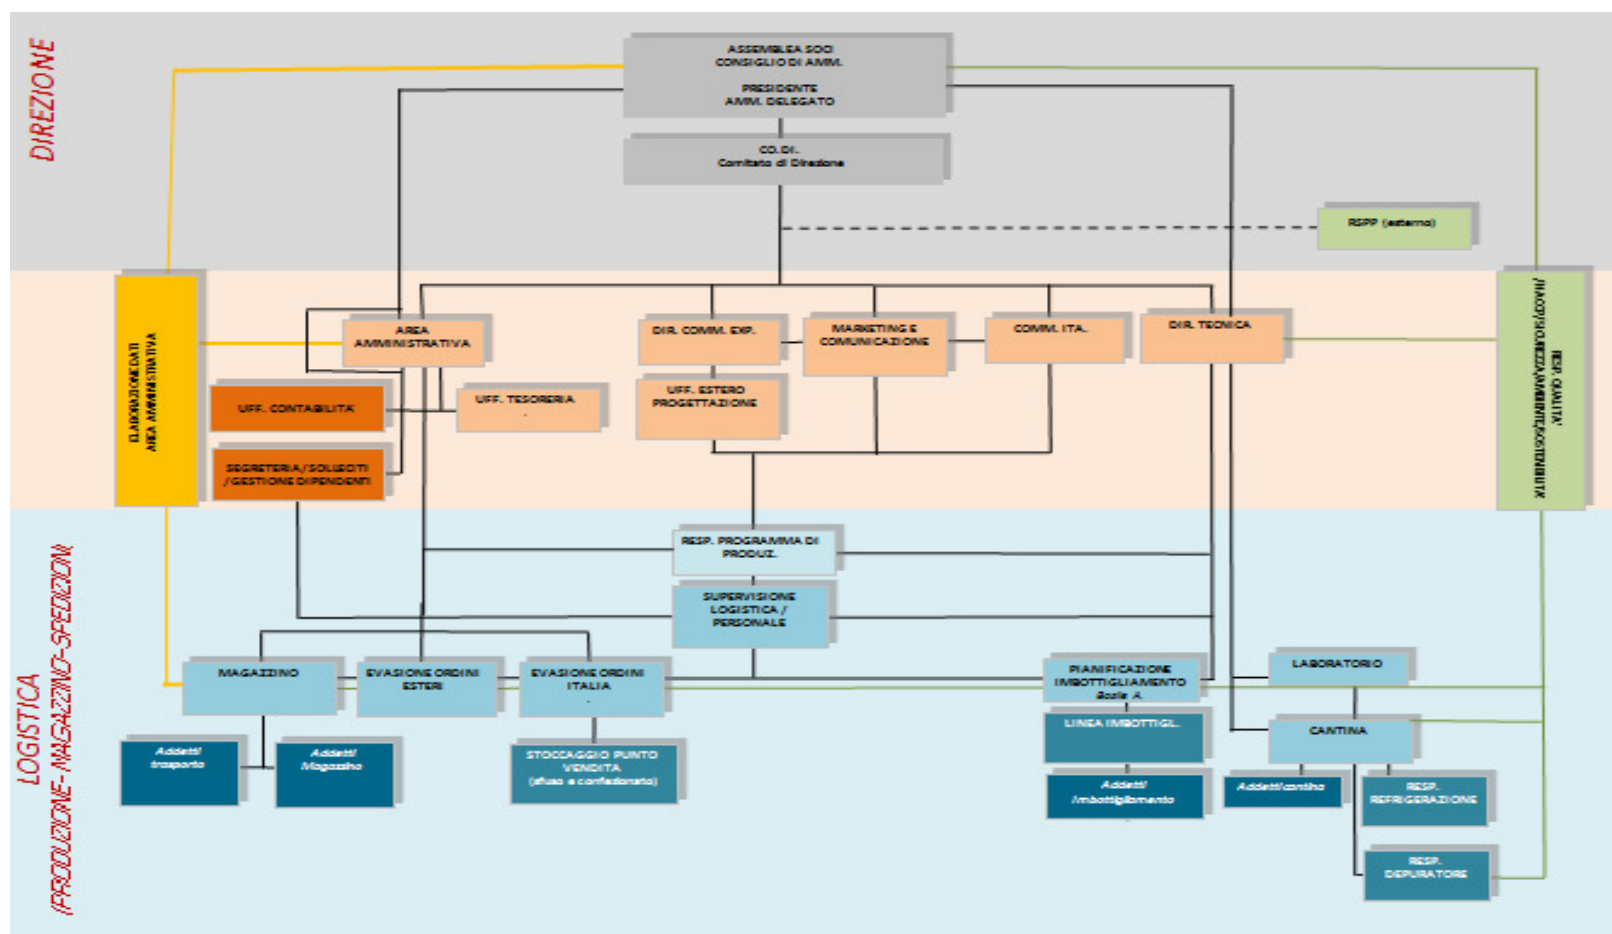 DIREZIONE
ASSEMBLEA SOCI
CONSIGLIO DI AMM.
PRESIDENTE
AMM. DELEGATO
CO.DI.
Comitato di Direzione
RSPP (esterno)
ELABORAZIONE DATI
AREA AMMINISTRATIVA
AREA
AMMINISTRATIVA
DIR. COMM. EXP.
MARKETING E
COMUNICAZIONE
COMM. ITA.
DIR. TECNICA
RESP. QUALITA'
/HACCP/SICUREZZA/AMBIENTE/SOSTENIBILITA'
UFF. CONTABILITA'
UFF. TESORERIA
.
UFF. ESTERO
PROGETTAZIONE
SEGRETERIA/ SOLLECITI
/ GESTIONE DIPENDENTI
LOGISTICA
(PRODUZIONE- MAGAZZINO-SPEDIZIONI)
RESP. PROGRAMMA DI
PRODUZ.
SUPERVISIONE
LOGISTICA /
PERSONALE
MAGAZZINO
EVASIONE ORDINI
ESTERI
EVASIONE ORDINI
ITALIA
.
PIANIFICAZIONE
IMBOTTIGLIAMENTO
LABORATORIO
LINEA IMBOTTIGL.
CANTINA
Addetti
trasporto
Addetti
Magazzino
STOCCAGGIO PUNTO
VENDITA
(sfuso e confezionato)
Addetti
Imbottigliamento
Addetti cantina
RESP.
REFRIGERAZIONE
RESP.
DEPURATORE